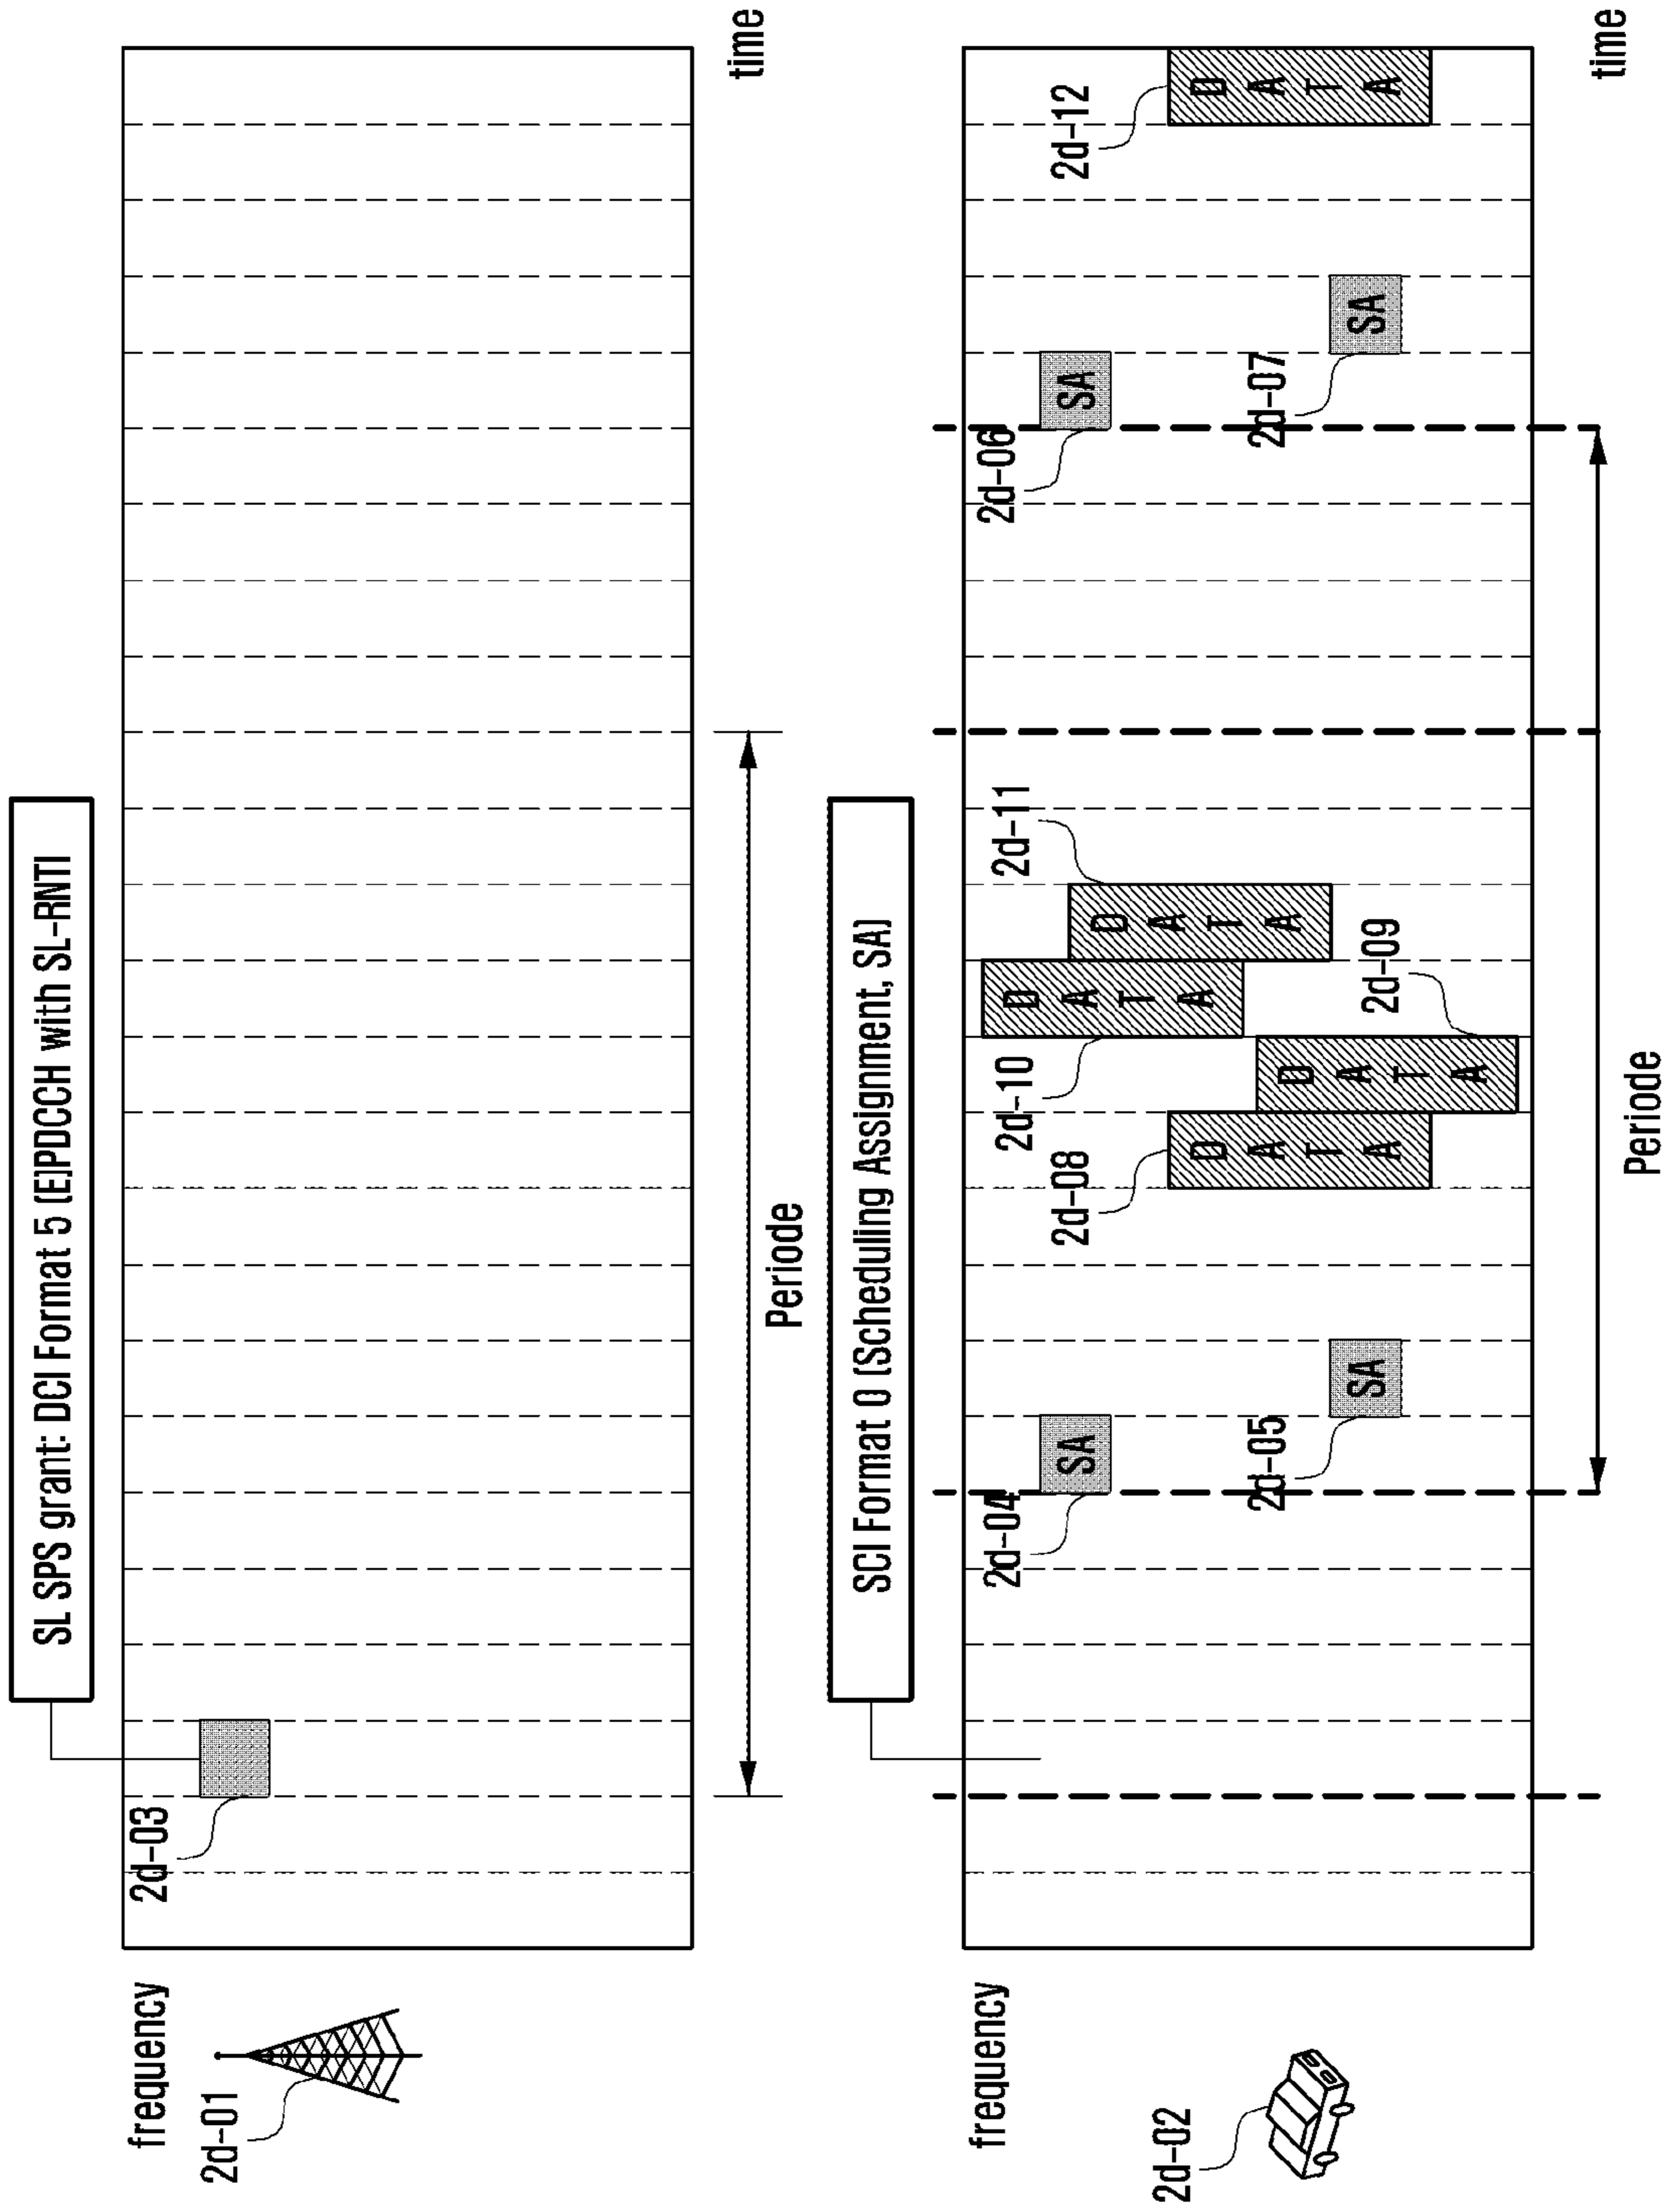 SL SPS grant: DCI Format 5 (E)PDCCH with SL-RNTI
frequency
2d-01
2d-03
time
Periode
SCI Format 0 (Scheduling Assignment, SA)
frequency
2d-02
2d-04
SA
2d-05
SA
2d-08
DATA
2d-09
DATA
2d-10
DATA
2d-11
DATA
2d-06
SA
2d-07
SA
2d-12
DATA
time
Periode